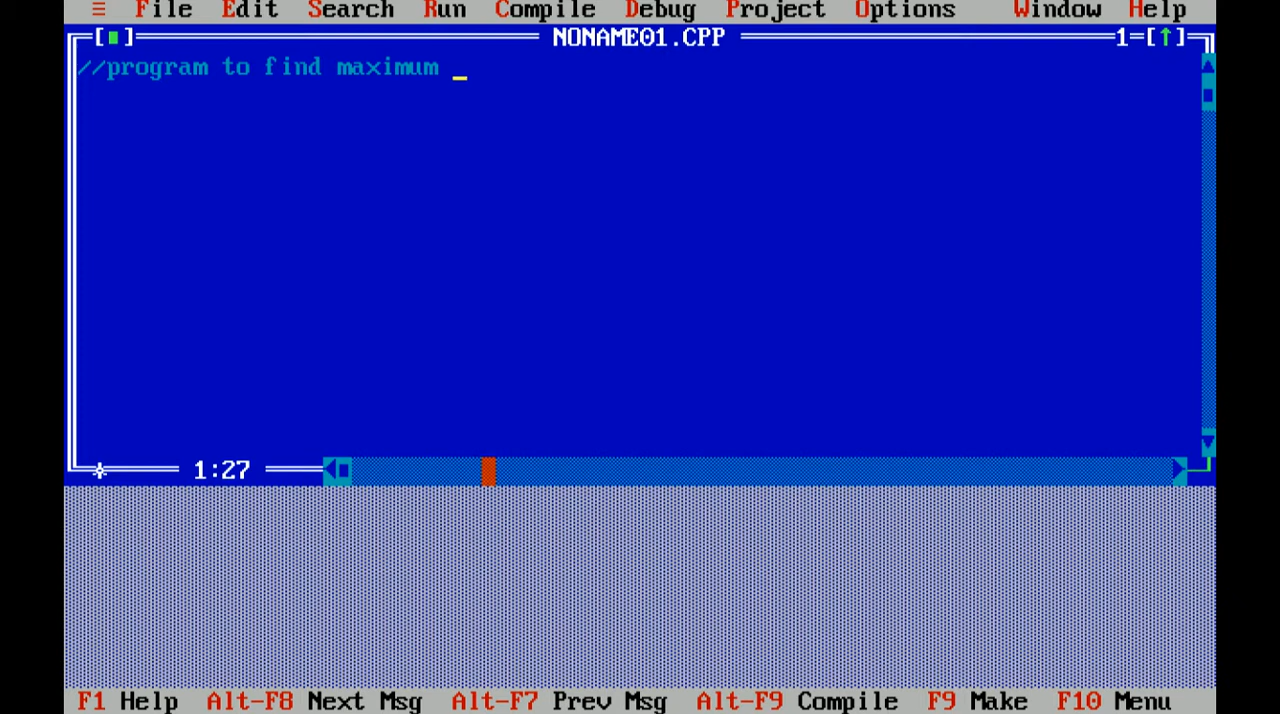 ≡ File Edit Search Run Compile Debug Project Options Window Help
[■] NONAME01.CPP 1=[↑]
//program to find maximum _
1:27
F1 Help Alt-F8 Next Msg Alt-F7 Prev Msg Alt-F9 Compile F9 Make F10 Menu